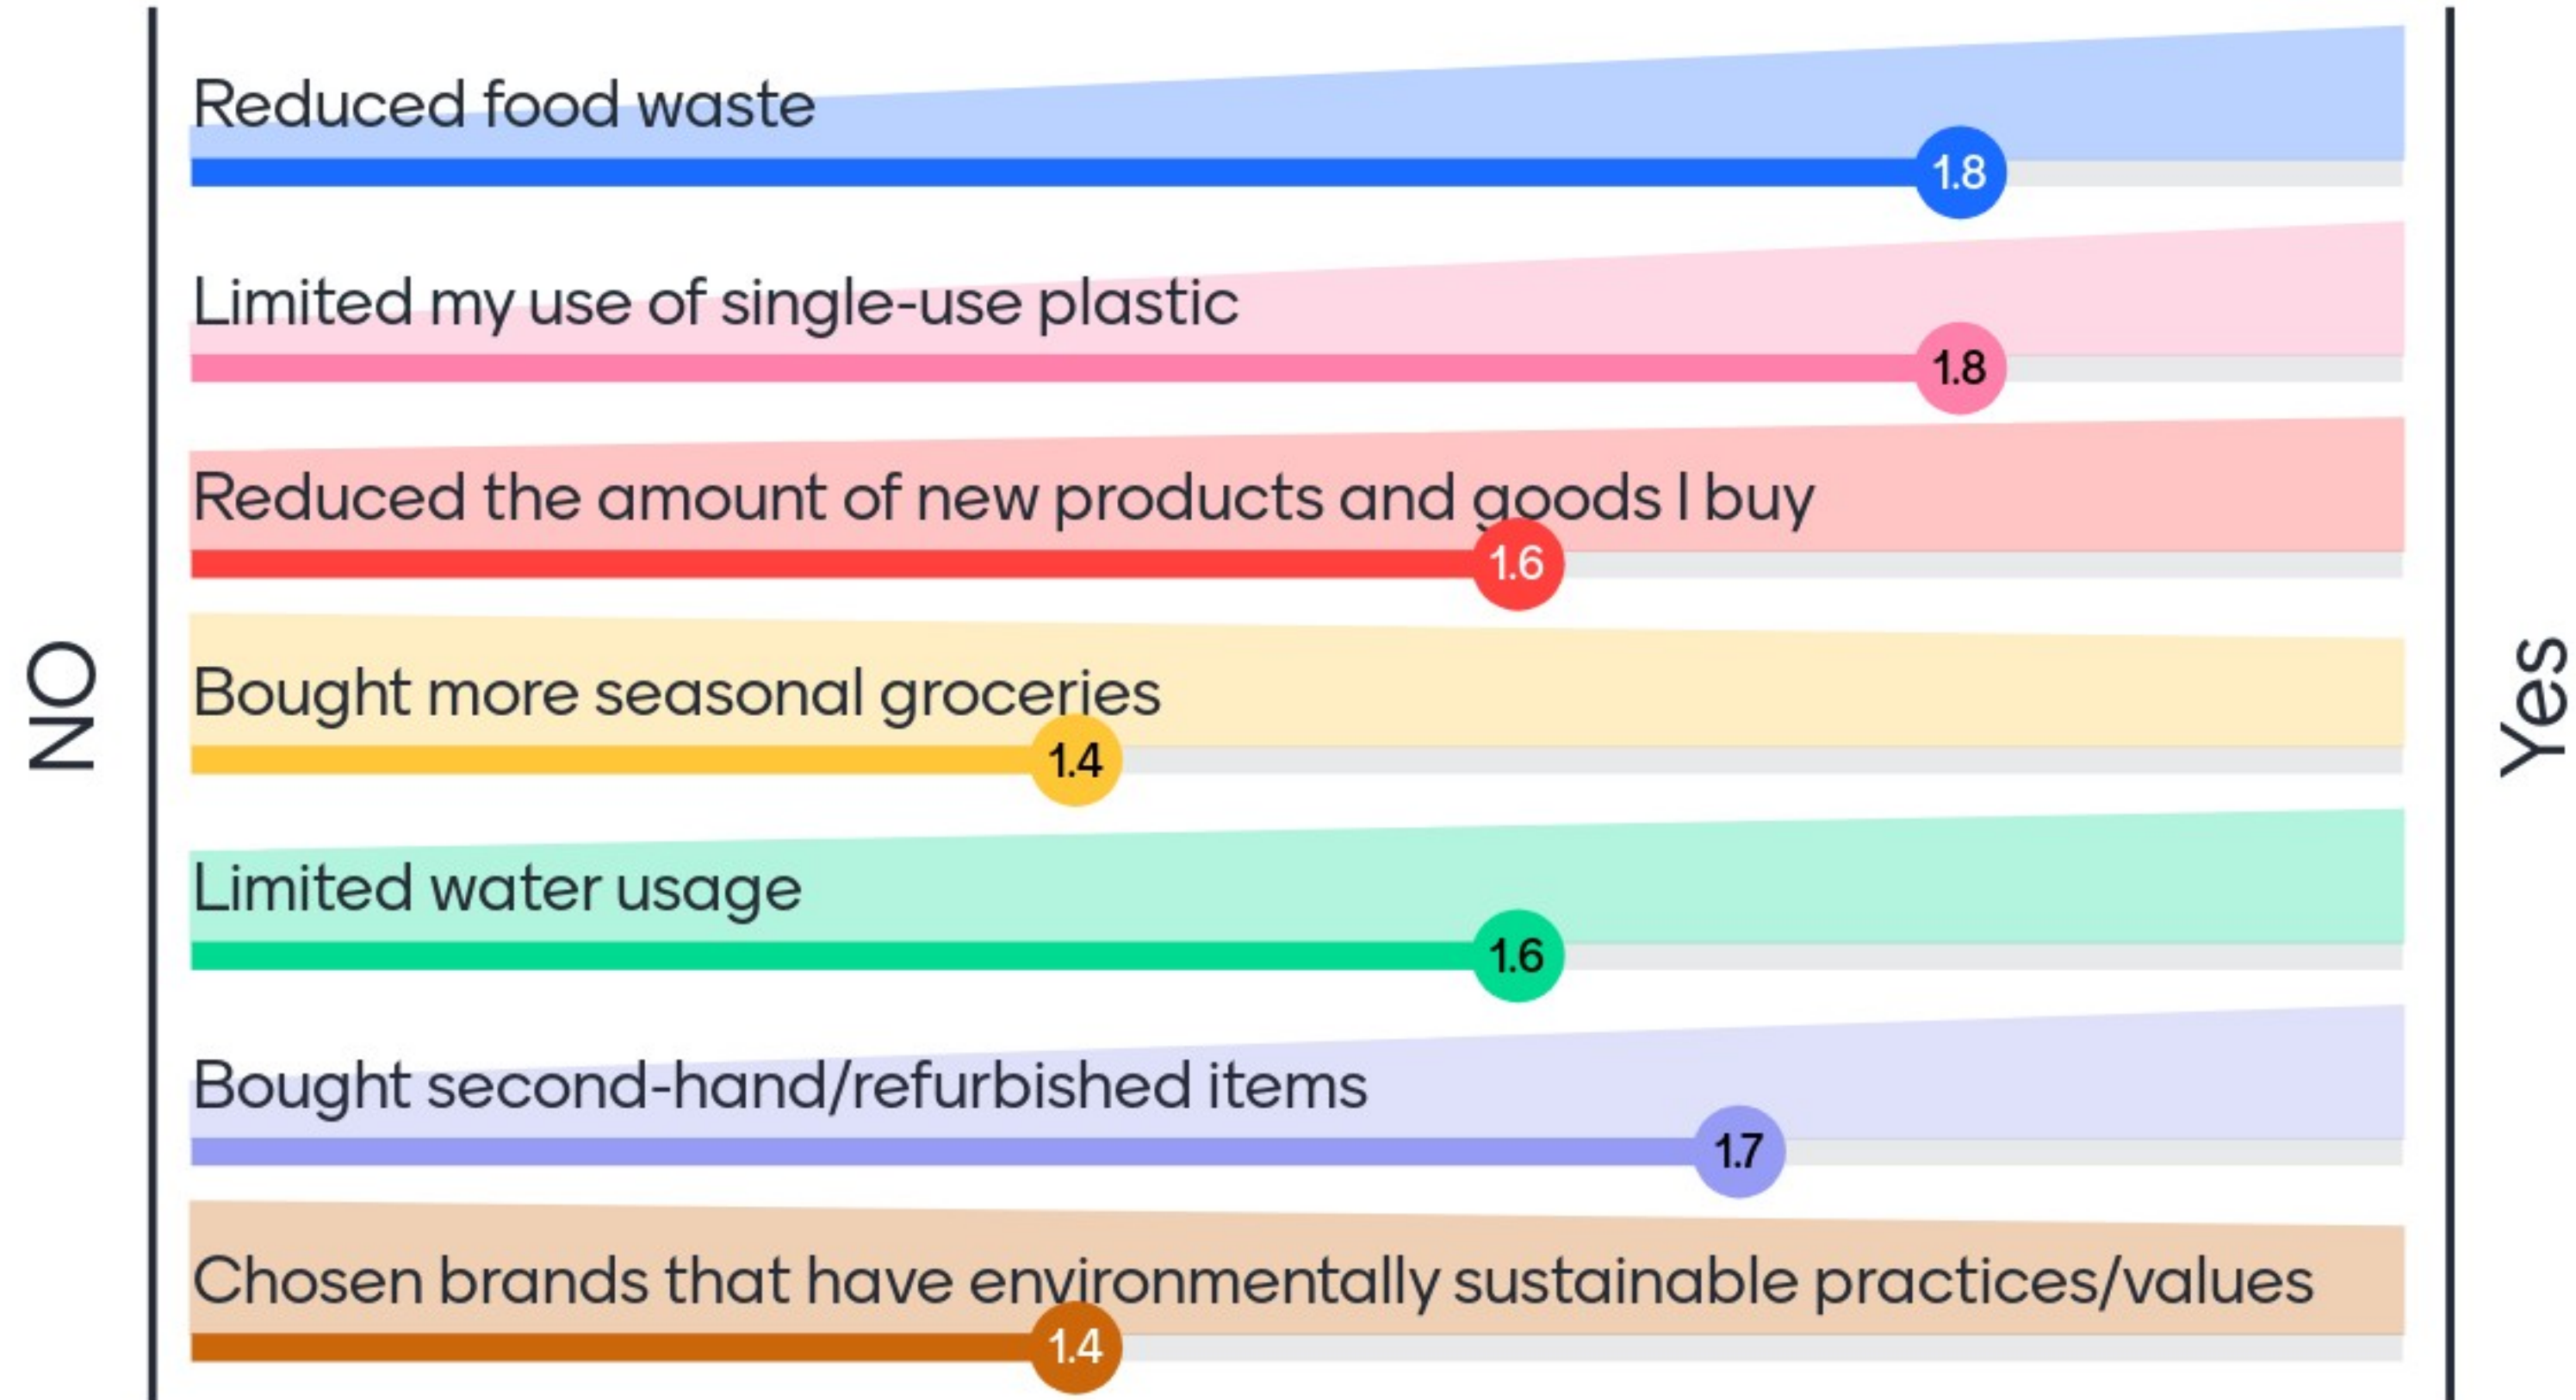 Reduced food waste
1.8
Limited my use of single-use plastic
1.8
Reduced the amount of new products and goods I buy
1.6
NO
Bought more seasonal groceries
1.4
Yes
Limited water usage
1.6
Bought second-hand/refurbished items
1.7
Chosen brands that have environmentally sustainable practices/values
1.4